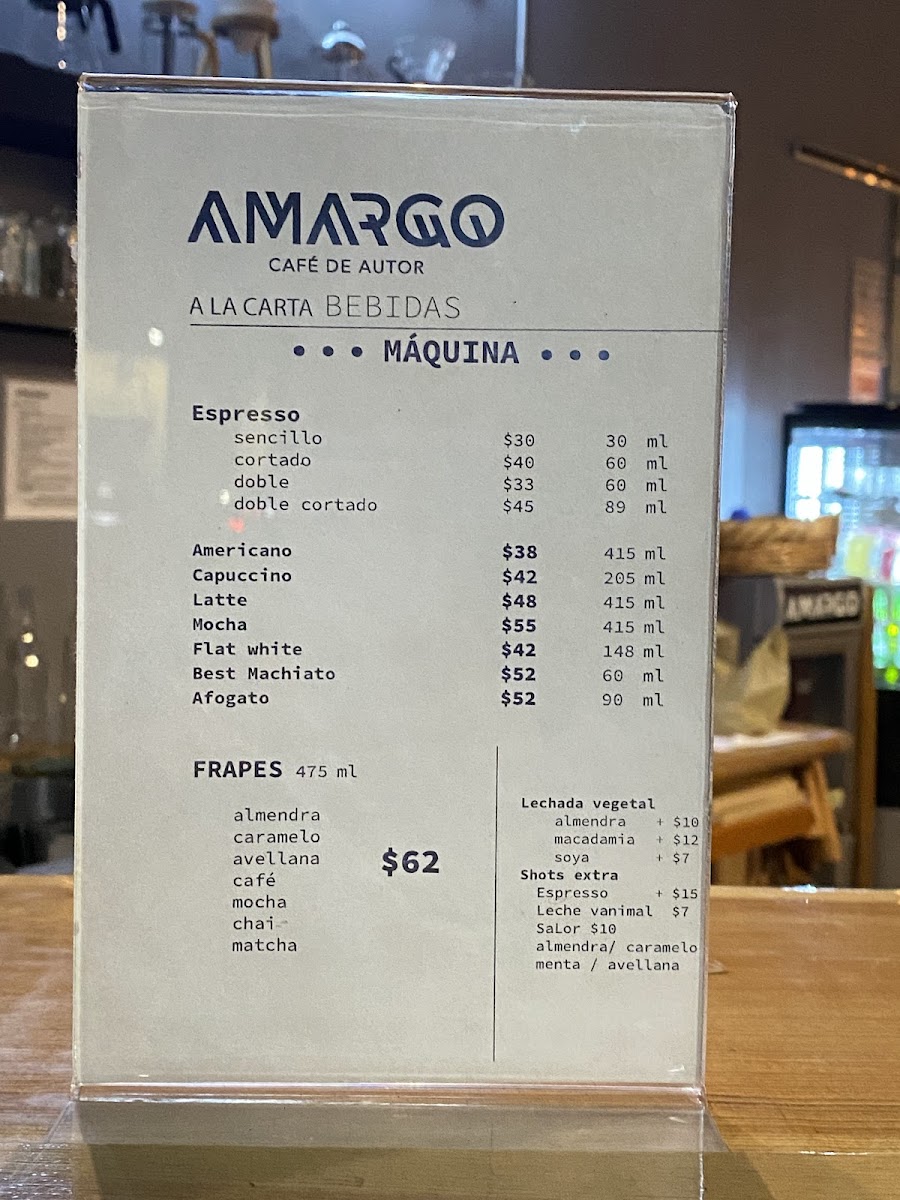 AMARGO
CAFÉ DE AUTOR
A LA CARTA BEBIDAS
••• MÁQUINA •••
Espresso
sencillo $30 30 ml
cortado $40 60 ml
doble $33 60 ml
doble cortado $45 89 ml
Americano $38 415 ml
Capuccino $42 205 ml
Latte $48 415 ml
Mocha $55 415 ml
Flat white $42 148 ml
Best Machiato $52 60 ml
Afogato $52 90 ml
FRAPES 475 ml
almendra
caramelo
avellana
café
mocha
chai
matcha
$62
Lechada vegetal
almendra + $10
macadamia + $12
soya + $7
Shots extra
Espresso + $15
Leche vanimal $7
SaLor $10
almendra/ caramelo
menta / avellana
AMARGO